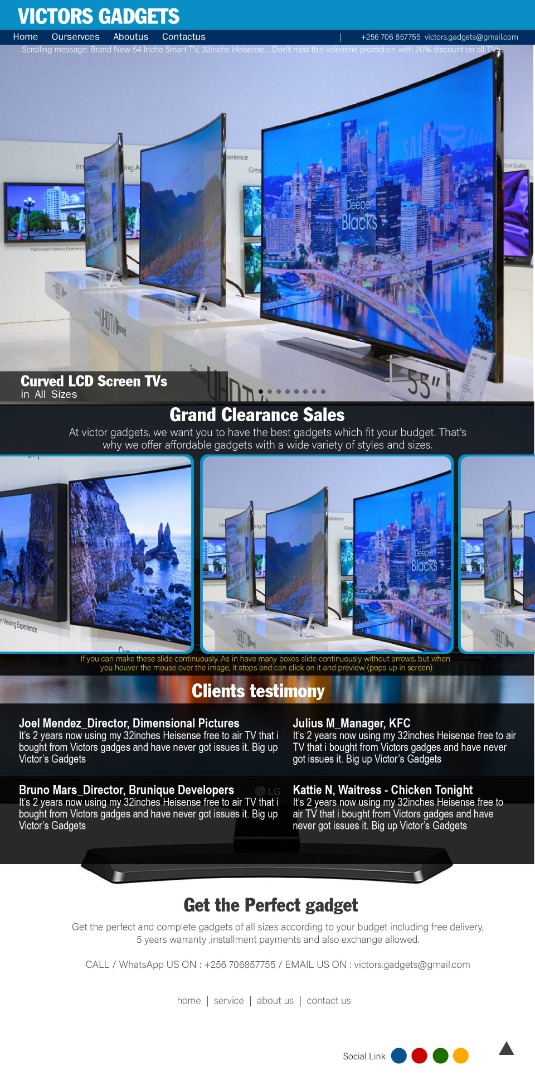 VICTORS GADGETS
Home Ourservces Aboutus Contactus | +256 706 857755 victors.gadgets@gmail.com
Scrolling message: Brand New 54 Inche Smart TV, 32inche Heisense... Don'tmiss this valentine promotion with 20% discount on all TVs
Deeper
Blacks
UHDTV
55"
Curved LCD Screen TVs
in All Sizes
Grand Clearance Sales
At victor gadgets, we want you to have the best gadgets which fit your budget. That's
why we offer affordable gadgets with a wide variety of styles and sizes.
Deeper
Blacks
If you can make these slide continuously. As in have many boxes slide continuously without arrows, but when
you houver the mouse over the image, it stops and can click on it and preview (pops up in screen)
Clients testimony
Joel Mendez_Director, Dimensional Pictures
It's 2 years now using my 32inches Heisense free to air TV that i
bought from Victors gadges and have never got issues it. Big up
Victor's Gadgets
Julius M_Manager, KFC
It's 2 years now using my 32inches Heisense free to air
TV that i bought from Victors gadges and have never
got issues it. Big up Victor's Gadgets
Bruno Mars_Director, Brunique Developers
It's 2 years now using my 32inches Heisense free to air TV that i
bought from Victors gadges and have never got issues it. Big up
Victor's Gadgets
Kattie N, Waitress - Chicken Tonight
It's 2 years now using my 32inches Heisense free to
air TV that i bought from Victors gadges and have
never got issues it. Big up Victor's Gadgets
LG
Get the Perfect gadget
Get the perfect and complete gadgets of all sizes according to your budget including free delivery,
5 years warranty ,installment payments and also exchange allowed.
CALL / WhatsApp US ON : +256 706857755 / EMAIL US ON : victors.gadgets@gmail.com
home | service | about us | contact us
Social Link